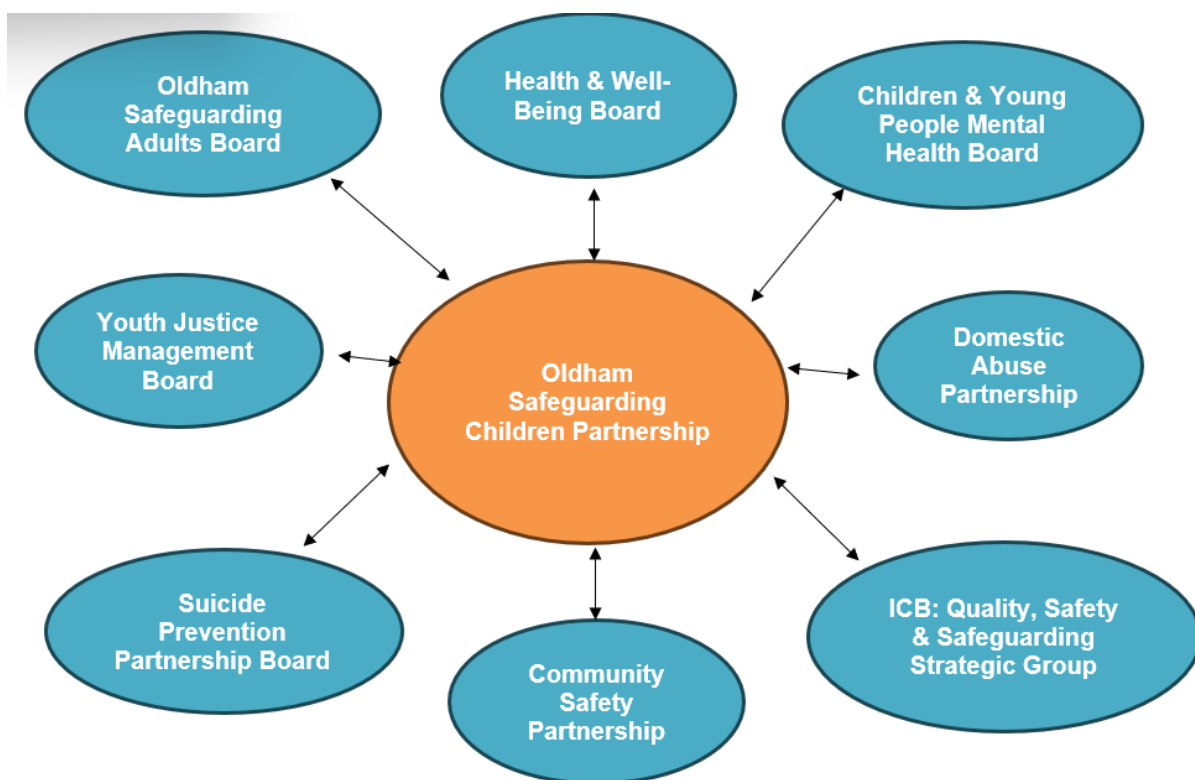 Oldham
Safeguarding
Adults Board
Health & Well-
Being Board
Children & Young
People Mental
Health Board
Youth Justice
Management
Board
Oldham
Safeguarding
Children Partnership
Domestic
Abuse
Partnership
Suicide
Prevention
Partnership Board
Community
Safety
Partnership
ICB: Quality, Safety
& Safeguarding
Strategic Group